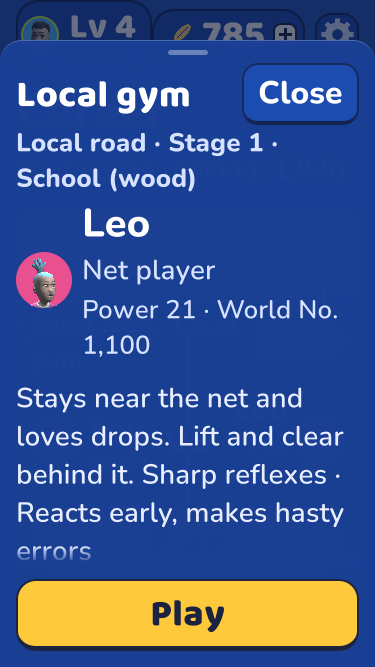 Lv 4
785
Local gym
Close
Local road · Stage 1 ·
School (wood)
Leo
Net player
Power 21 · World No.
1,100
Stays near the net and
loves drops. Lift and clear
behind it. Sharp reflexes ·
Reacts early, makes hasty
errors
Play